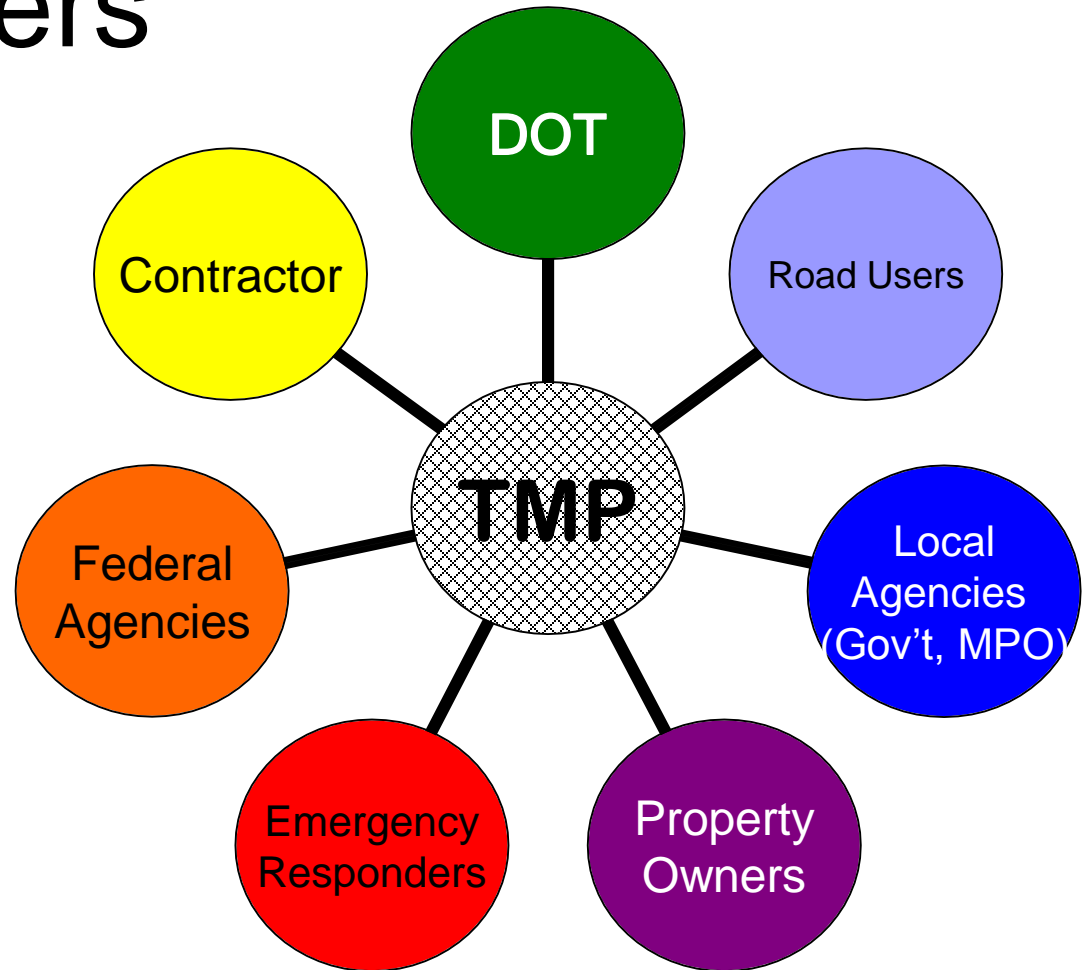 ers
DOT
Contractor
Road Users
TMP
Federal
Agencies
Local
Agencies
(Gov't, MPO)
Emergency
Responders
Property
Owners